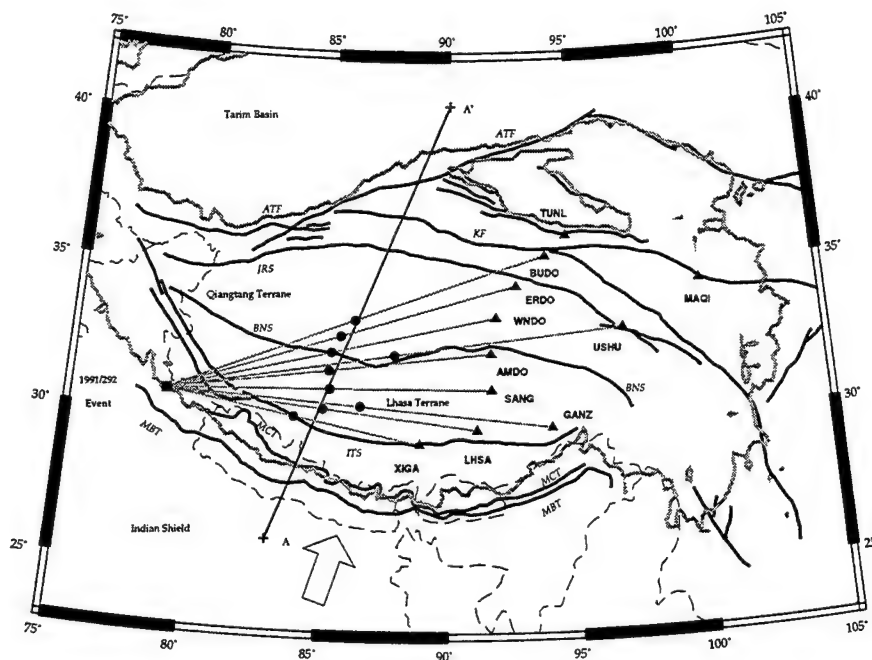 75°
80°
85°
90°
95°
100°
105°
40°
40°
Tarim Basin
A'
ATF
ATF
TUNL
KF
35°
35°
JRS
BUDO
MAQI
Qiangtang Terrane
ERDO
WNDO
BNS
USHU
AMDO
30°
30°
1991/292
Event
BNS
Lhasa Terrane
SANG
GANZ
MBT
MCT
ITS
XIGA
LHSA
MCT
MBT
Indian Shield
A
25°
25°
75°
80°
85°
90°
95°
100°
105°